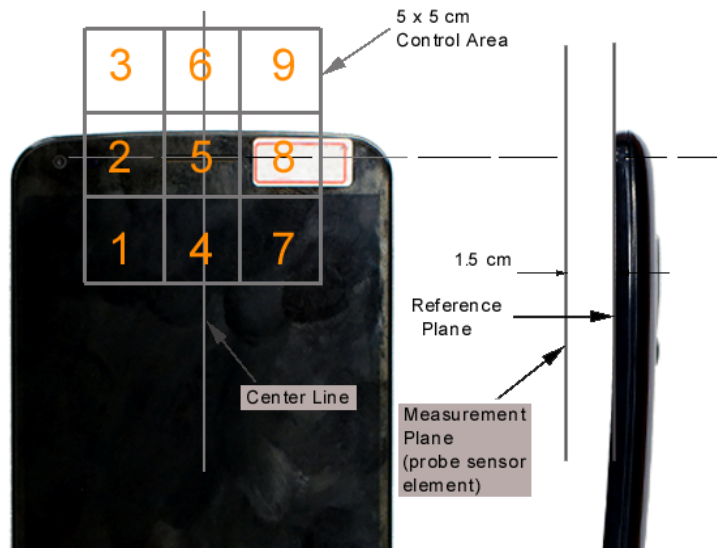 5 x 5 cm
Control Area
3 6 9
2 5 8
1 4 7
1.5 cm
Reference
Plane
Center Line
Measurement
Plane
(probe sensor
element)